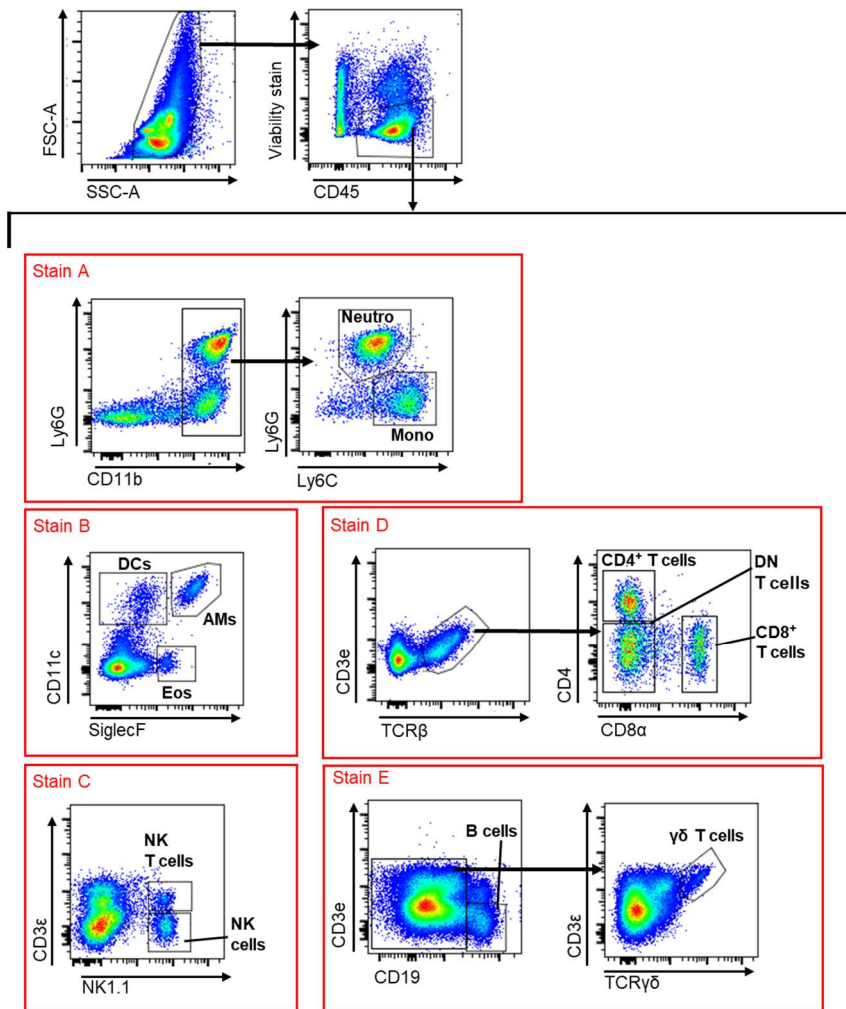 FSC-A
SSC-A
Viability stain
CD45
Stain A
Ly6G
CD11b
Neutro
Mono
Ly6G
Ly6C
Stain B
DCs
AMs
Eos
CD11c
SiglecF
Stain D
CD3e
TCRβ
CD4⁺ T cells
DN
T cells
CD8⁺
T cells
CD4
CD8α
Stain C
NK
T cells
NK
cells
CD3ε
NK1.1
Stain E
B cells
CD3e
CD19
γδ T cells
CD3ε
TCRγδ